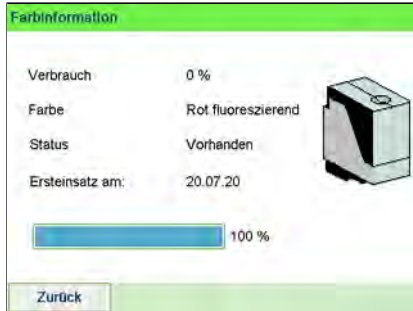 Farbinformation
Verbrauch 0 %
Farbe Rot fluoreszierend
Status Vorhanden
Ersteinsatz am: 20.07.20
100 %
Zurück